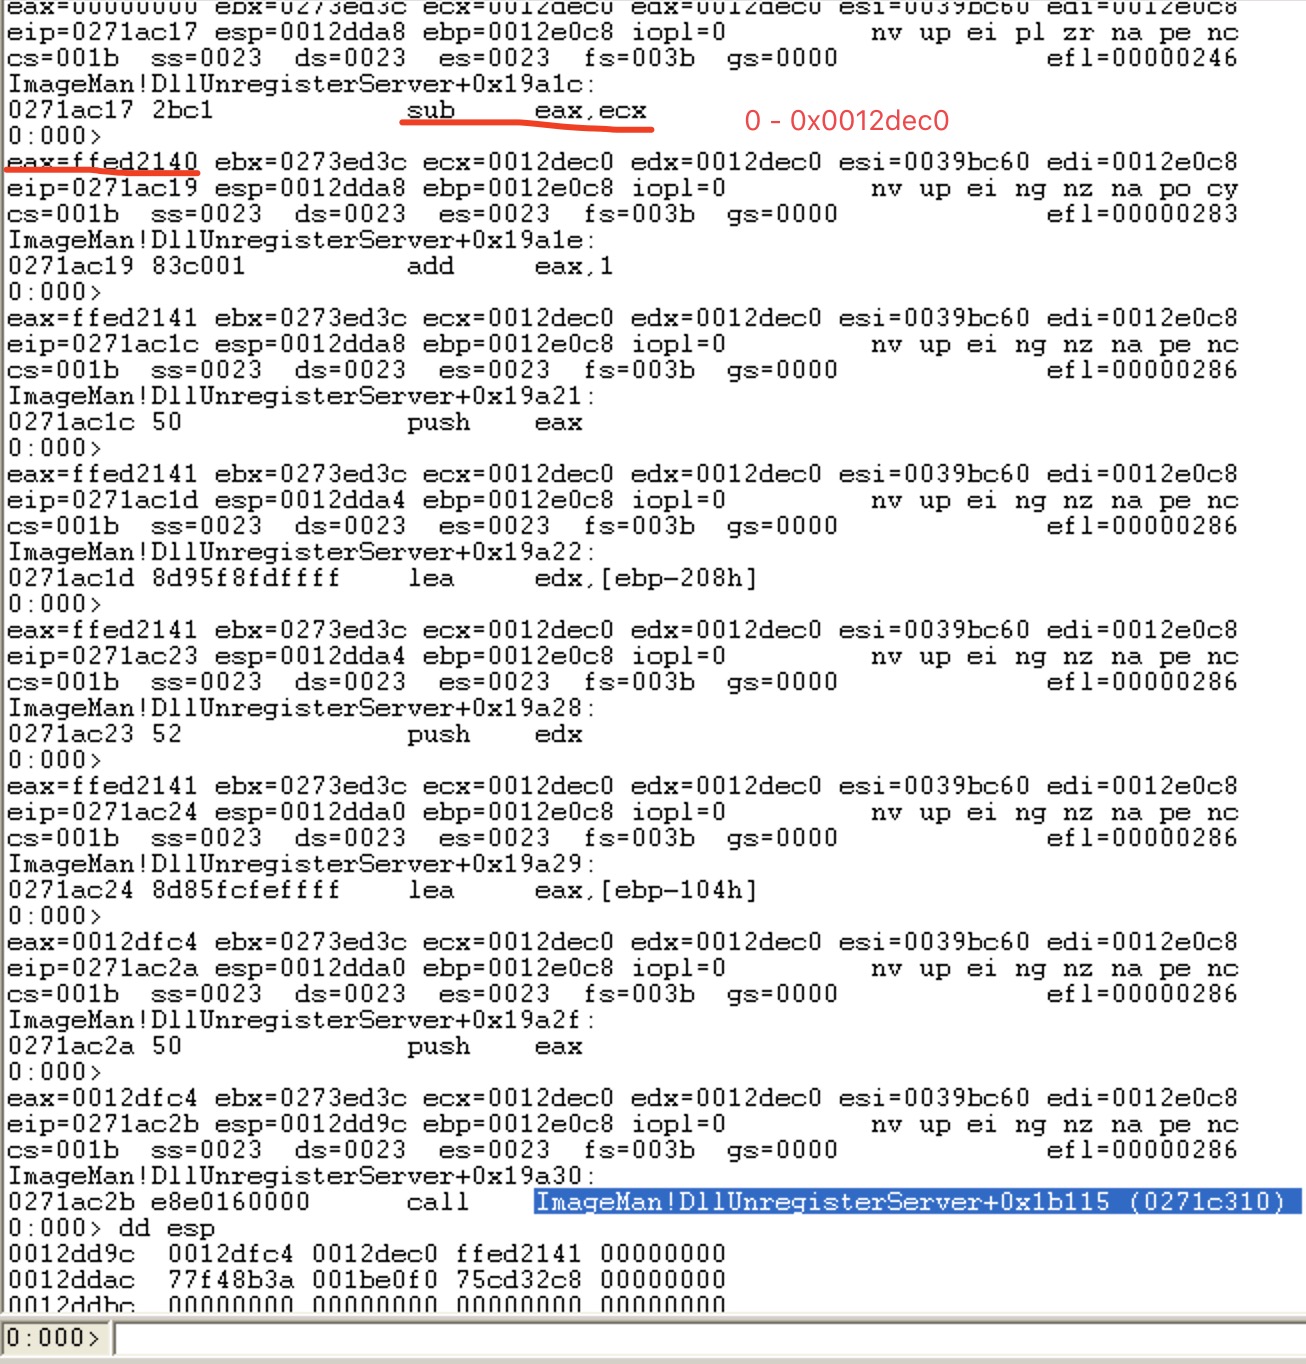 eax=00000000 ebx=0273ed3c ecx=0012dec0 edx=0012dec0 esi=0039bc60 edi=0012e0c8
eip=0271ac17 esp=0012dda8 ebp=0012e0c8 iopl=0         nv up ei pl zr na pe nc
cs=001b  ss=0023  ds=0023  es=0023  fs=003b  gs=0000             efl=00000246
ImageMan!DllUnregisterServer+0x19a1c:
0271ac17 2bc1            sub     eax,ecx      0 - 0x0012dec0
0:000>
eax=ffed2140 ebx=0273ed3c ecx=0012dec0 edx=0012dec0 esi=0039bc60 edi=0012e0c8
eip=0271ac19 esp=0012dda8 ebp=0012e0c8 iopl=0         nv up ei ng nz na po cy
cs=001b  ss=0023  ds=0023  es=0023  fs=003b  gs=0000             efl=00000283
ImageMan!DllUnregisterServer+0x19a1e:
0271ac19 83c001          add     eax,1
0:000>
eax=ffed2141 ebx=0273ed3c ecx=0012dec0 edx=0012dec0 esi=0039bc60 edi=0012e0c8
eip=0271ac1c esp=0012dda8 ebp=0012e0c8 iopl=0         nv up ei ng nz na pe nc
cs=001b  ss=0023  ds=0023  es=0023  fs=003b  gs=0000             efl=00000286
ImageMan!DllUnregisterServer+0x19a21:
0271ac1c 50              push    eax
0:000>
eax=ffed2141 ebx=0273ed3c ecx=0012dec0 edx=0012dec0 esi=0039bc60 edi=0012e0c8
eip=0271ac1d esp=0012dda4 ebp=0012e0c8 iopl=0         nv up ei ng nz na pe nc
cs=001b  ss=0023  ds=0023  es=0023  fs=003b  gs=0000             efl=00000286
ImageMan!DllUnregisterServer+0x19a22:
0271ac1d 8d95f8fdffff    lea     edx,[ebp-208h]
0:000>
eax=ffed2141 ebx=0273ed3c ecx=0012dec0 edx=0012dec0 esi=0039bc60 edi=0012e0c8
eip=0271ac23 esp=0012dda4 ebp=0012e0c8 iopl=0         nv up ei ng nz na pe nc
cs=001b  ss=0023  ds=0023  es=0023  fs=003b  gs=0000             efl=00000286
ImageMan!DllUnregisterServer+0x19a28:
0271ac23 52              push    edx
0:000>
eax=ffed2141 ebx=0273ed3c ecx=0012dec0 edx=0012dec0 esi=0039bc60 edi=0012e0c8
eip=0271ac24 esp=0012dda0 ebp=0012e0c8 iopl=0         nv up ei ng nz na pe nc
cs=001b  ss=0023  ds=0023  es=0023  fs=003b  gs=0000             efl=00000286
ImageMan!DllUnregisterServer+0x19a29:
0271ac24 8d85fcfeffff    lea     eax,[ebp-104h]
0:000>
eax=0012dfc4 ebx=0273ed3c ecx=0012dec0 edx=0012dec0 esi=0039bc60 edi=0012e0c8
eip=0271ac2a esp=0012dda0 ebp=0012e0c8 iopl=0         nv up ei ng nz na pe nc
cs=001b  ss=0023  ds=0023  es=0023  fs=003b  gs=0000             efl=00000286
ImageMan!DllUnregisterServer+0x19a2f:
0271ac2a 50              push    eax
0:000>
eax=0012dfc4 ebx=0273ed3c ecx=0012dec0 edx=0012dec0 esi=0039bc60 edi=0012e0c8
eip=0271ac2b esp=0012dd9c ebp=0012e0c8 iopl=0         nv up ei ng nz na pe nc
cs=001b  ss=0023  ds=0023  es=0023  fs=003b  gs=0000             efl=00000286
ImageMan!DllUnregisterServer+0x19a30:
0271ac2b e8e0160000      call    ImageMan!DllUnregisterServer+0x1b115 (0271c310)
0:000> dd esp
0012dd9c  0012dfc4 0012dec0 ffed2141 00000000
0012ddac  77f48b3a 001be0f0 75cd32c8 00000000
0012ddbc  00000000 00000000 00000000 00000000
0:000>